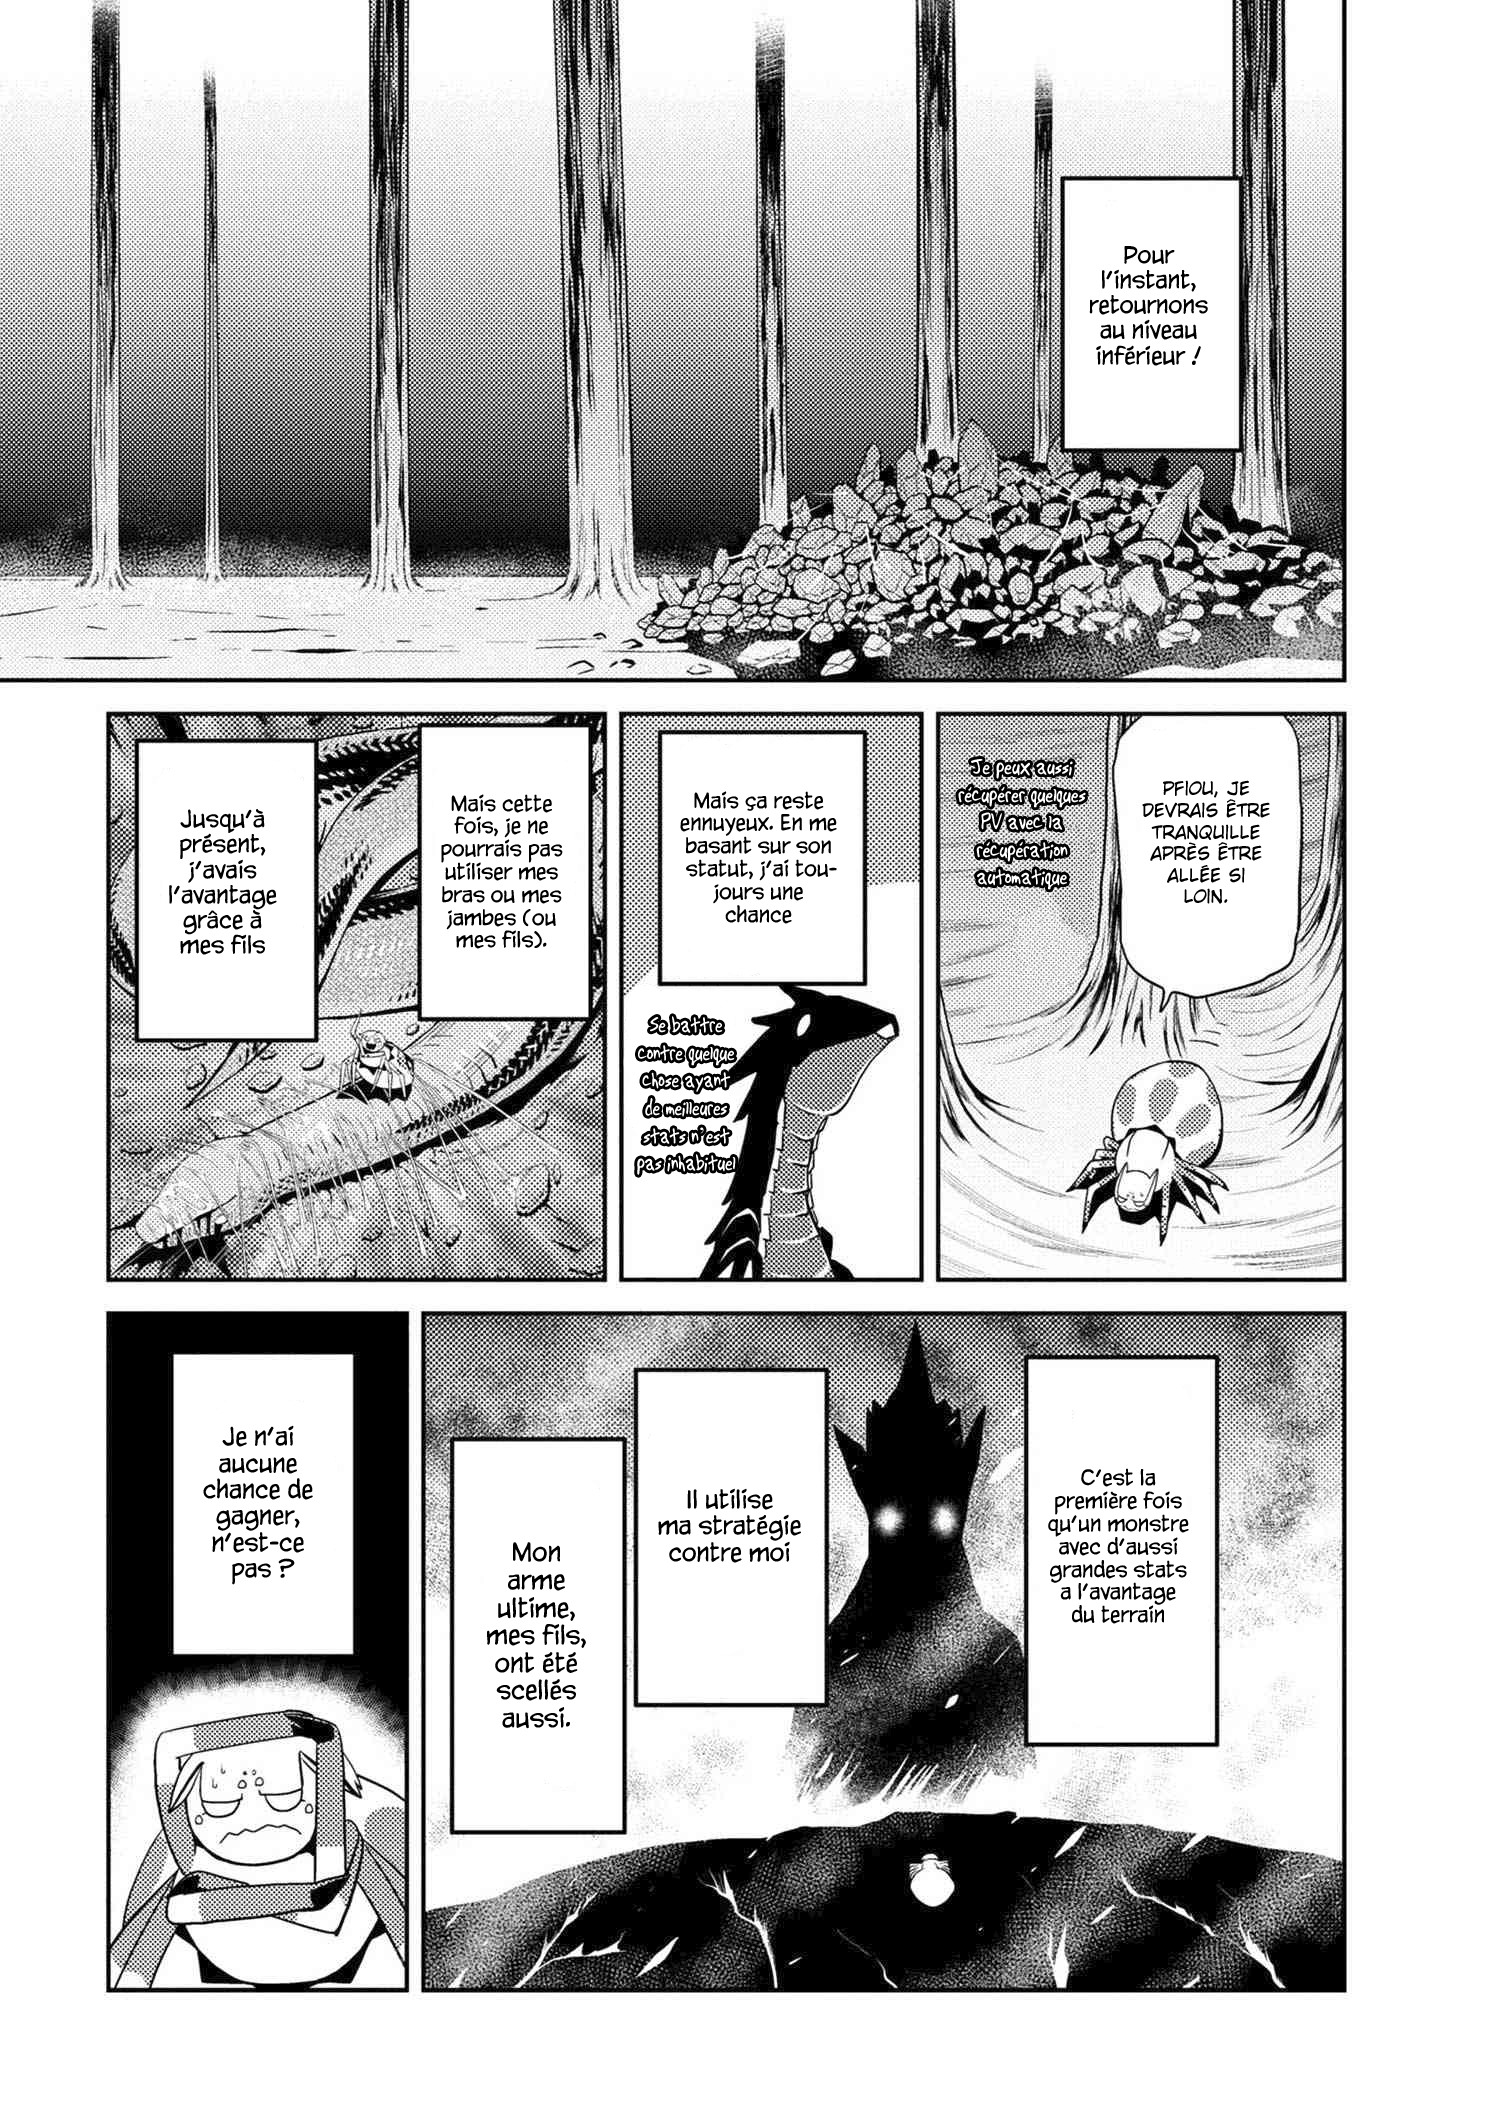 Pour
l'instant,
retournons
au niveau
inférieur !
PFIOU, JE
DEVRAIS ÊTRE
TRANQUILLE
APRÈS ÊTRE
ALLÉE SI
LOIN.
Je peux aussi
récupérer quelques
PV avec la
récupération
automatique
Mais ça reste
ennuyeux. En me
basant sur son
statut, j'ai tou-
jours une
chance
Se battre
contre quelque
chose ayant
de meilleures
stats n'est
pas inhabituel
Mais cette
fois, je ne
pourrais pas
utiliser mes
bras ou mes
jambes (ou
mes fils).
Jusqu'à
présent,
j'avais
l'avantage
grâce à
mes fils
C'est la
première fois
qu'un monstre
avec d'aussi
grandes stats
a l'avantage
du terrain
Il utilise
ma stratégie
contre moi
Mon
arme
ultime,
mes fils,
ont été
scellés
aussi.
Je n'ai
aucune
chance de
gagner,
n'est-ce
pas ?